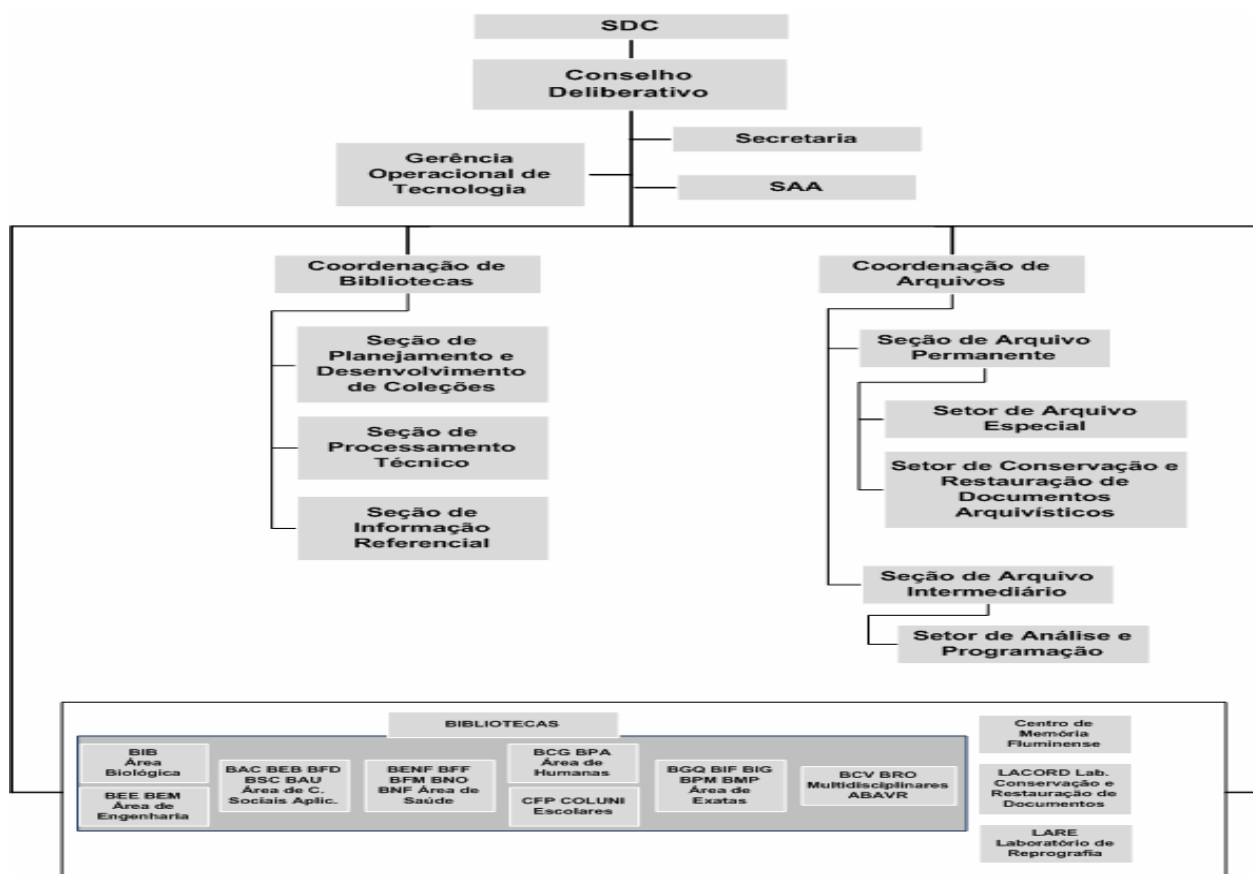 SDC
Conselho
Deliberativo
Secretaria
Gerência
Operacional de
Tecnologia
SAA
Coordenação de
Bibliotecas
Seção de
Planejamento e
Desenvolvimento
de Coleções
Seção de
Processamento
Técnico
Seção de
Informação
Referencial
Coordenação de
Arquivos
Seção de Arquivo
Permanente
Setor de Arquivo
Especial
Setor de Conservação e
Restauração de
Documentos
Arquivísticos
Seção de Arquivo
Intermediário
Setor de Análise e
Programação
BIBLIOTECAS
BIB
Área
Biológica
BEE BEM
Área de
Engenharia
BAC BEB BFD
BSC BAU
Área de C.
Sociais Aplic.
BENF BFF
BFM BNO
BNF Área de
Saúde
BCG BPA
Área de
Humanas
CFP COLUNI
Escolares
BGQ BIF BIG
BPM BMP
Área de
Exatas
BCV BRO
Multidisciplinares
ABAVR
Centro de
Memória
Fluminense
LACORD Lab.
Conservação e
Restauração de
Documentos
LARE
Laboratório de
Reprografia